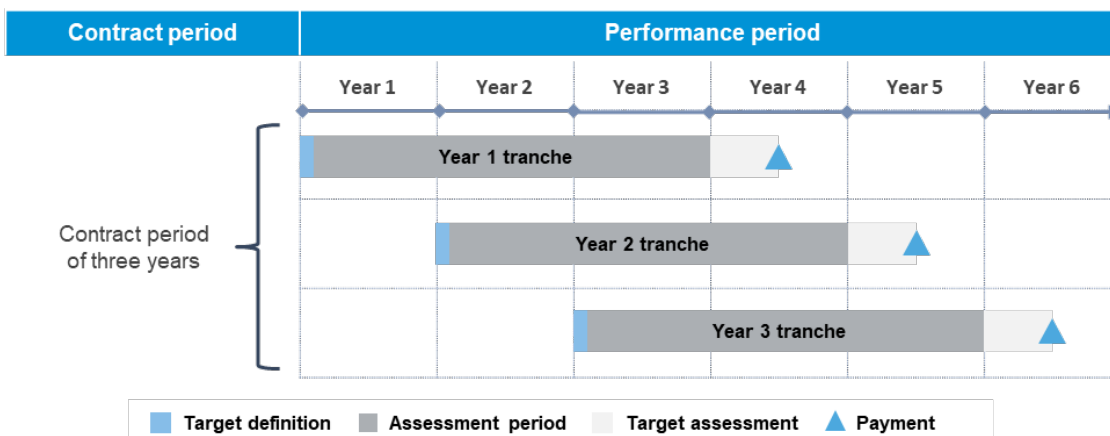 Contract period
Performance period
Year 1
Year 2
Year 3
Year 4
Year 5
Year 6
Year 1 tranche
Contract period
of three years
Year 2 tranche
Year 3 tranche
Target definition
Assessment period
Target assessment
Payment